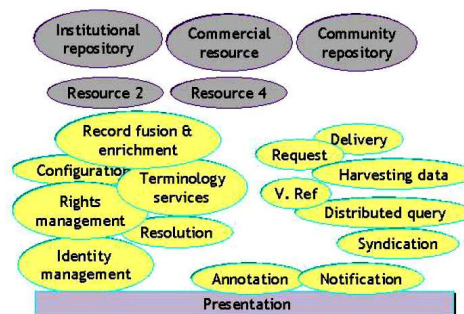 Institutional
repository
Commercial
resource
Community
repository
Resource 2
Resource 4
Record fusion &
enrichment
Delivery
Request
Configuration
Terminology
services
Harvesting data
V. Ref
Rights
management
Distributed query
Resolution
Syndication
Identity
management
Annotation
Notification
Presentation